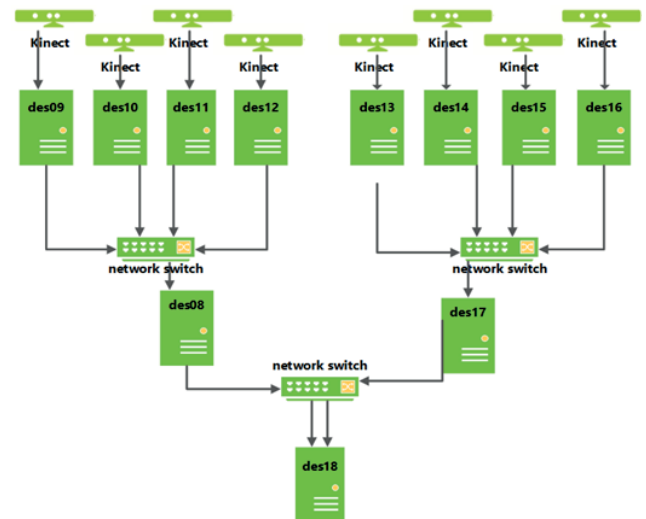 Kinect
Kinect
Kinect
Kinect
Kinect
Kinect
Kinect
Kinect
des09
des10
des11
des12
des13
des14
des15
des16
network switch
network switch
des08
des17
network switch
des18